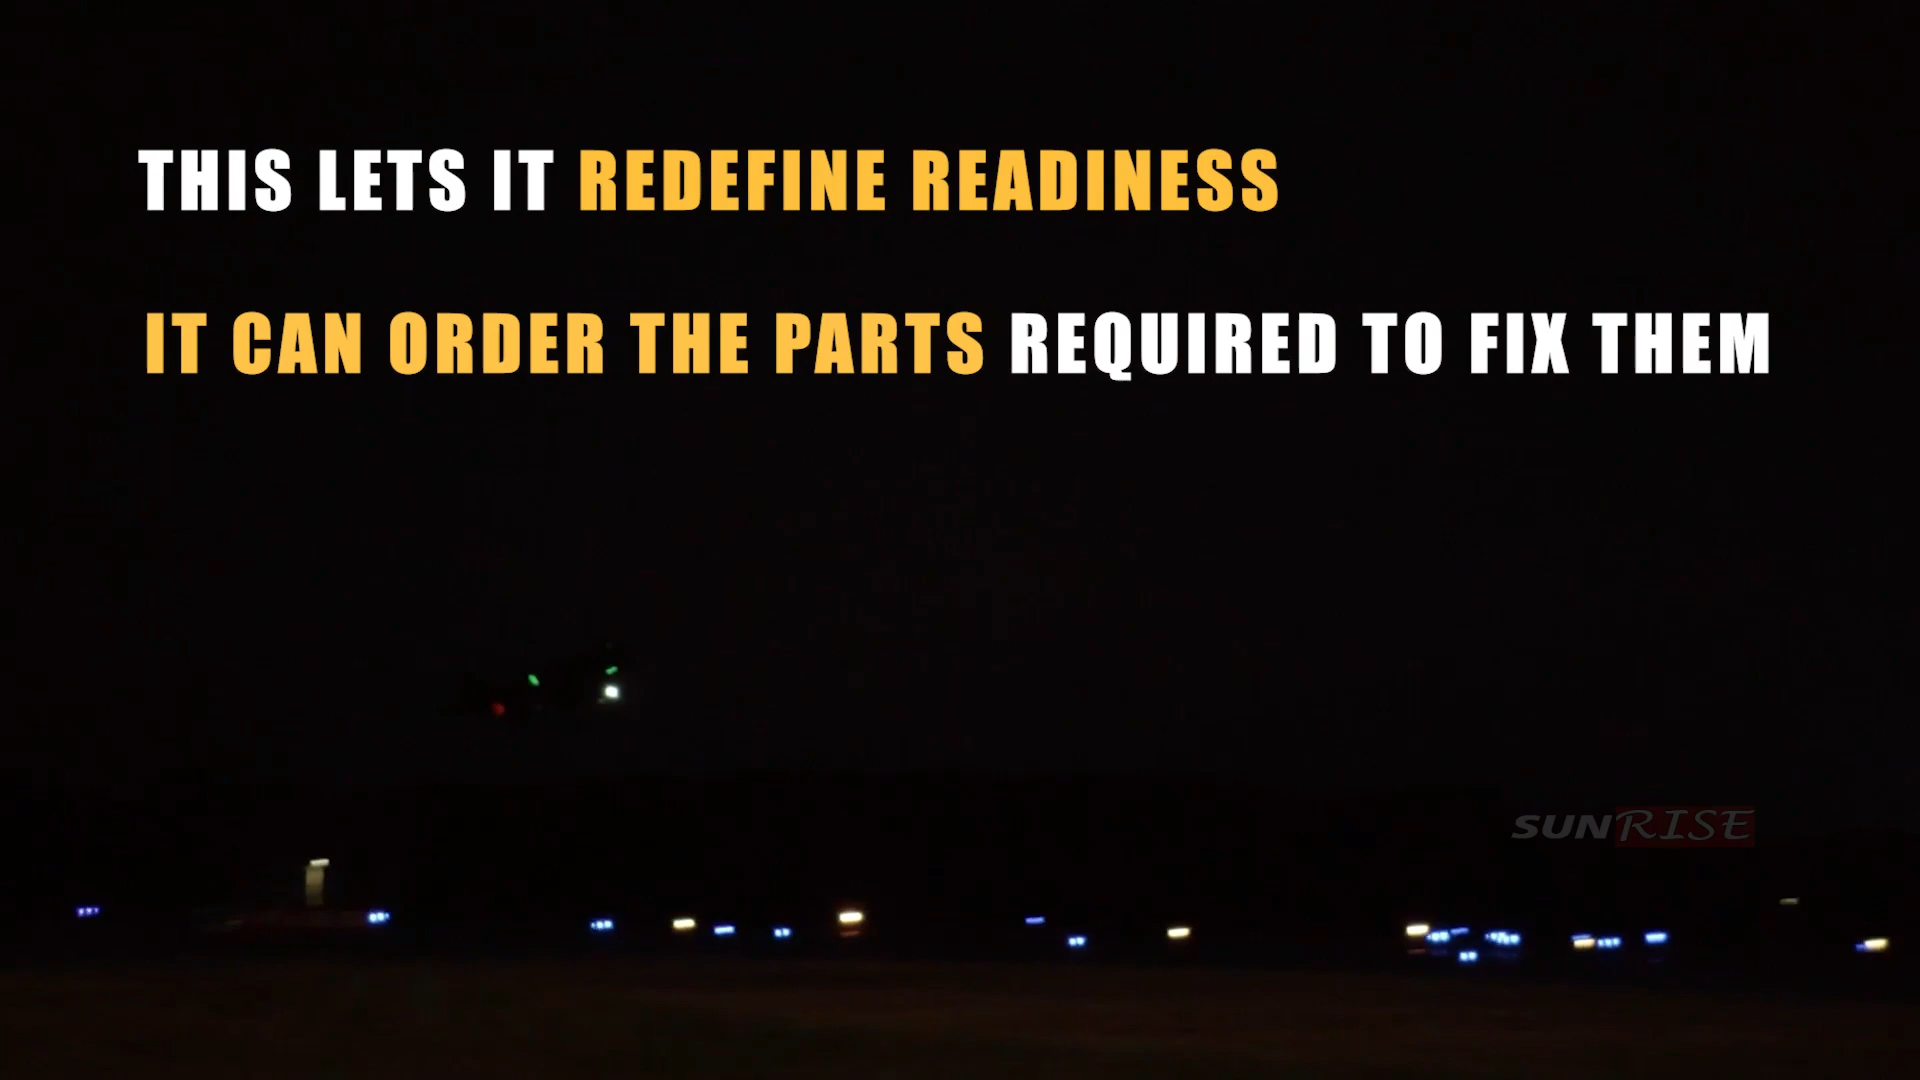 THIS LETS IT REDEFINE READINESS
IT CAN ORDER THE PARTS REQUIRED TO FIX THEM
SUNRISE